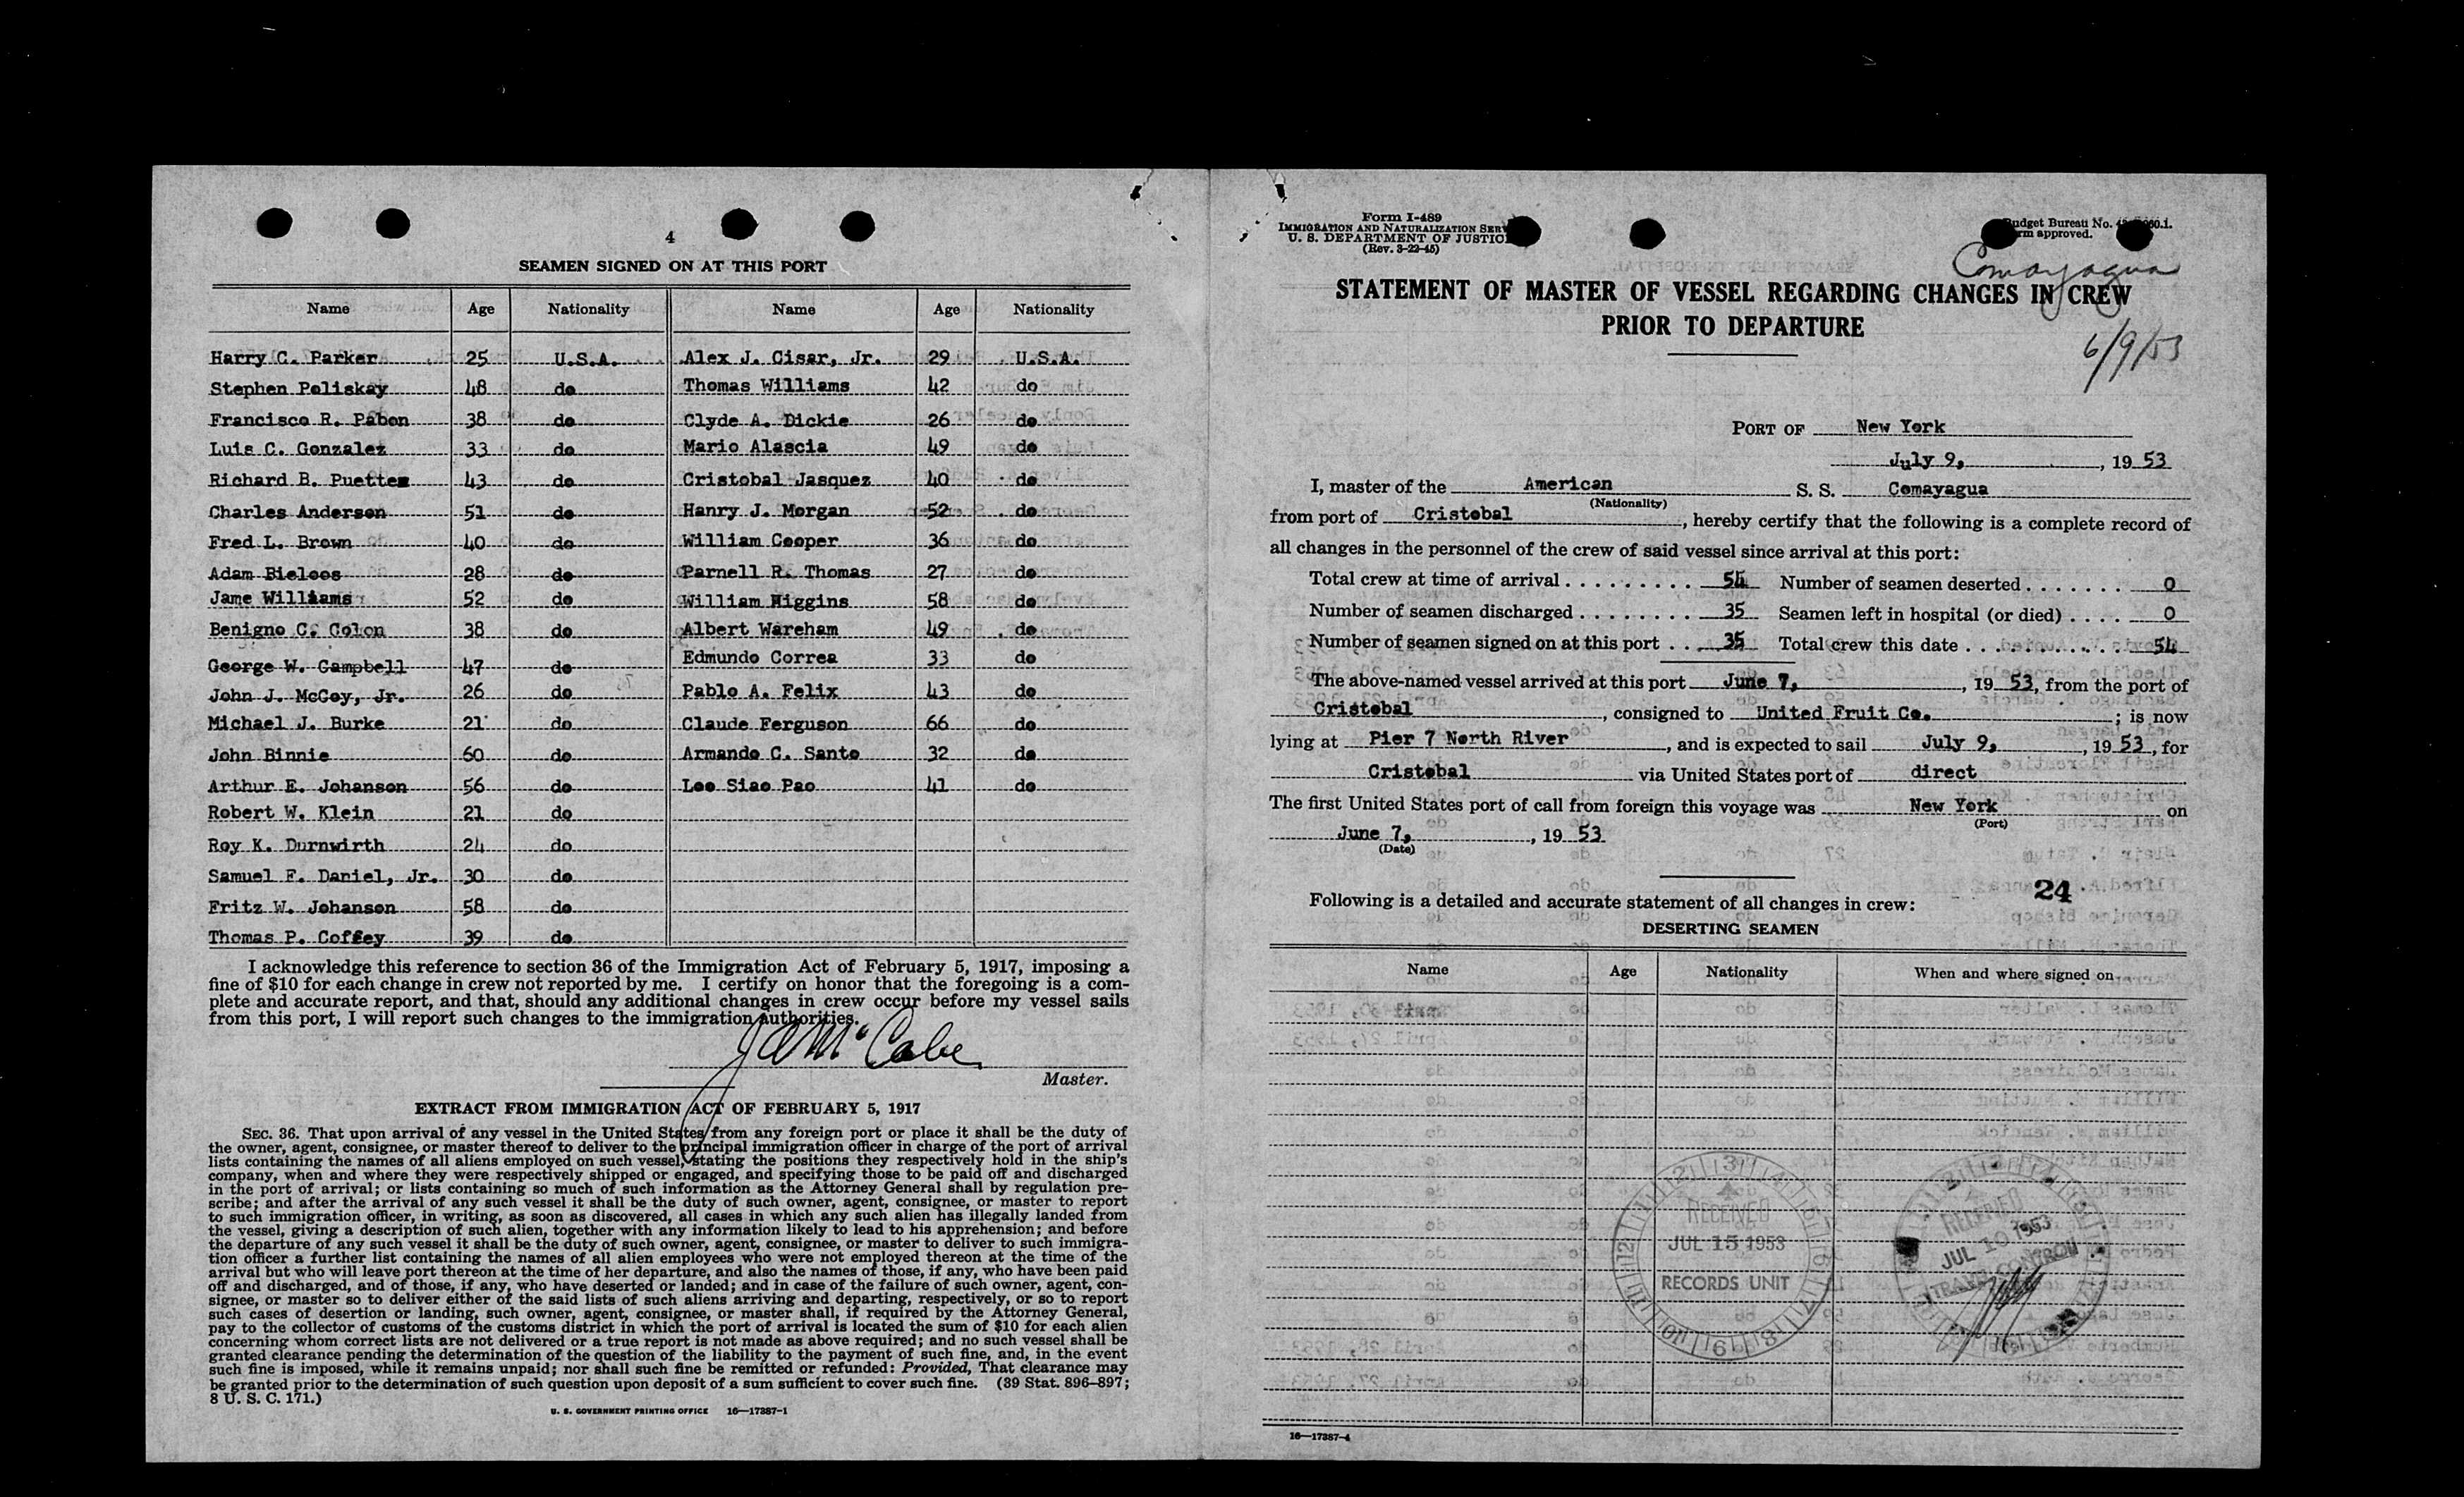 4
SEAMEN SIGNED ON AT THIS PORT
Name Age Nationality Name Age Nationality
Harry C. Parker 25 U.S.A. Alex J. Cisar, Jr. 29 U.S.A.
Stephen Poliskay 48 do Thomas Williams 42 do
Francisco R. Pabon 38 do Clyde A. Dickie 26 do
Luis C. Gonzalez 33 do Mario Alascia 49 do
Richard B. Puettes 43 do Cristobal Jasquez 40 do
Charles Anderson 51 do Hanry J. Morgan 52 do
Fred L. Brown 40 do William Cooper 36 do
Adam Bieloos 28 do Parnell R. Thomas 27 do
Jame Williams 52 do William Higgins 58 do
Benigno C. Colon 38 do Albert Wareham 49 do
George W. Campbell 47 do Edmundo Correa 33 do
John J. McCoy, Jr. 26 do Pablo A. Felix 43 do
Michael J. Burke 21 do Claude Ferguson 66 do
John Binnie 60 do Armando C. Santo 32 do
Arthur E. Johanson 56 do Loo Siao Pao 41 do
Robert W. Klein 21 do
Roy K. Durnwirth 24 do
Samuel F. Daniel, Jr. 30 do
Fritz W. Johanson 58 do
Thomas P. Coffey 39 do
I acknowledge this reference to section 36 of the Immigration Act of February 5, 1917, imposing a
fine of $10 for each change in crew not reported by me. I certify on honor that the foregoing is a com-
plete and accurate report, and that, should any additional changes in crew occur before my vessel sails
from this port, I will report such changes to the immigration authorities.
J A McCabe
Master.
EXTRACT FROM IMMIGRATION ACT OF FEBRUARY 5, 1917
SEC. 36. That upon arrival of any vessel in the United States from any foreign port or place it shall be the duty of
the owner, agent, consignee, or master thereof to deliver to the principal immigration officer in charge of the port of arrival
lists containing the names of all aliens employed on such vessel, stating the positions they respectively hold in the ship's
company, when and where they were respectively shipped or engaged, and specifying those to be paid off and discharged
in the port of arrival; or lists containing so much of such information as the Attorney General shall by regulation pre-
scribe; and after the arrival of any such vessel it shall be the duty of such owner, agent, consignee, or master to report
to such immigration officer, in writing, as soon as discovered, all cases in which any such alien has illegally landed from
the vessel, giving a description of such alien, together with any information likely to lead to his apprehension; and before
the departure of any such vessel it shall be the duty of such owner, agent, consignee, or master to deliver to such immigra-
tion officer a further list containing the names of all alien employees who were not employed thereon at the time of the
arrival but who will leave port thereon at the time of her departure, and also the names of those, if any, who have been paid
off and discharged, and of those, if any, who have deserted or landed; and in case of the failure of such owner, agent, con-
signee, or master so to deliver either of the said lists of such aliens arriving and departing, respectively, or so to report
such cases of desertion or landing, such owner, agent, consignee, or master shall, if required by the Attorney General,
pay to the collector of customs of the customs district in which the port of arrival is located the sum of $10 for each alien
concerning whom correct lists are not delivered or a true report is not made as above required; and no such vessel shall be
granted clearance pending the determination of the question of the liability to the payment of such fine, and, in the event
such fine is imposed, while it remains unpaid; nor shall such fine be remitted or refunded: Provided, That clearance may
be granted prior to the determination of such question upon deposit of a sum sufficient to cover such fine. (39 Stat. 896–897;
8 U. S. C. 171.)
U. S. GOVERNMENT PRINTING OFFICE 16—17387-1
Form I-489
IMMIGRATION AND NATURALIZATION SERV
U. S. DEPARTMENT OF JUSTIC
(Rev. 3-22-45)
Budget Bureau No.
rm approved.
Comayagua
STATEMENT OF MASTER OF VESSEL REGARDING CHANGES IN CREW
PRIOR TO DEPARTURE
6/9/53
PORT OF New York
July 9, , 19 53
I, master of the American S. S. Comayagua
(Nationality)
from port of Cristobal , hereby certify that the following is a complete record of
all changes in the personnel of the crew of said vessel since arrival at this port:
Total crew at time of arrival . . . . . . . . . . 54 Number of seamen deserted . . . . . . . 0
Number of seamen discharged . . . . . . . . 35 Seamen left in hospital (or died) . . . . 0
Number of seamen signed on at this port . . . 35 Total crew this date . . . . . . . . . . . . 54
The above-named vessel arrived at this port June 7, , 19 53, from the port of
Cristobal , consigned to United Fruit Co. ; is now
lying at Pier 7 North River , and is expected to sail July 9, , 19 53, for
Cristobal via United States port of direct
The first United States port of call from foreign this voyage was New York on
(Port)
June 7, , 19 53
(Date)
24
Following is a detailed and accurate statement of all changes in crew:
DESERTING SEAMEN
Name Age Nationality When and where signed on
RECEIVED
JUL 15 1953
RECORDS UNIT
RECEIVED
JUL 10 1953
16—17387-4